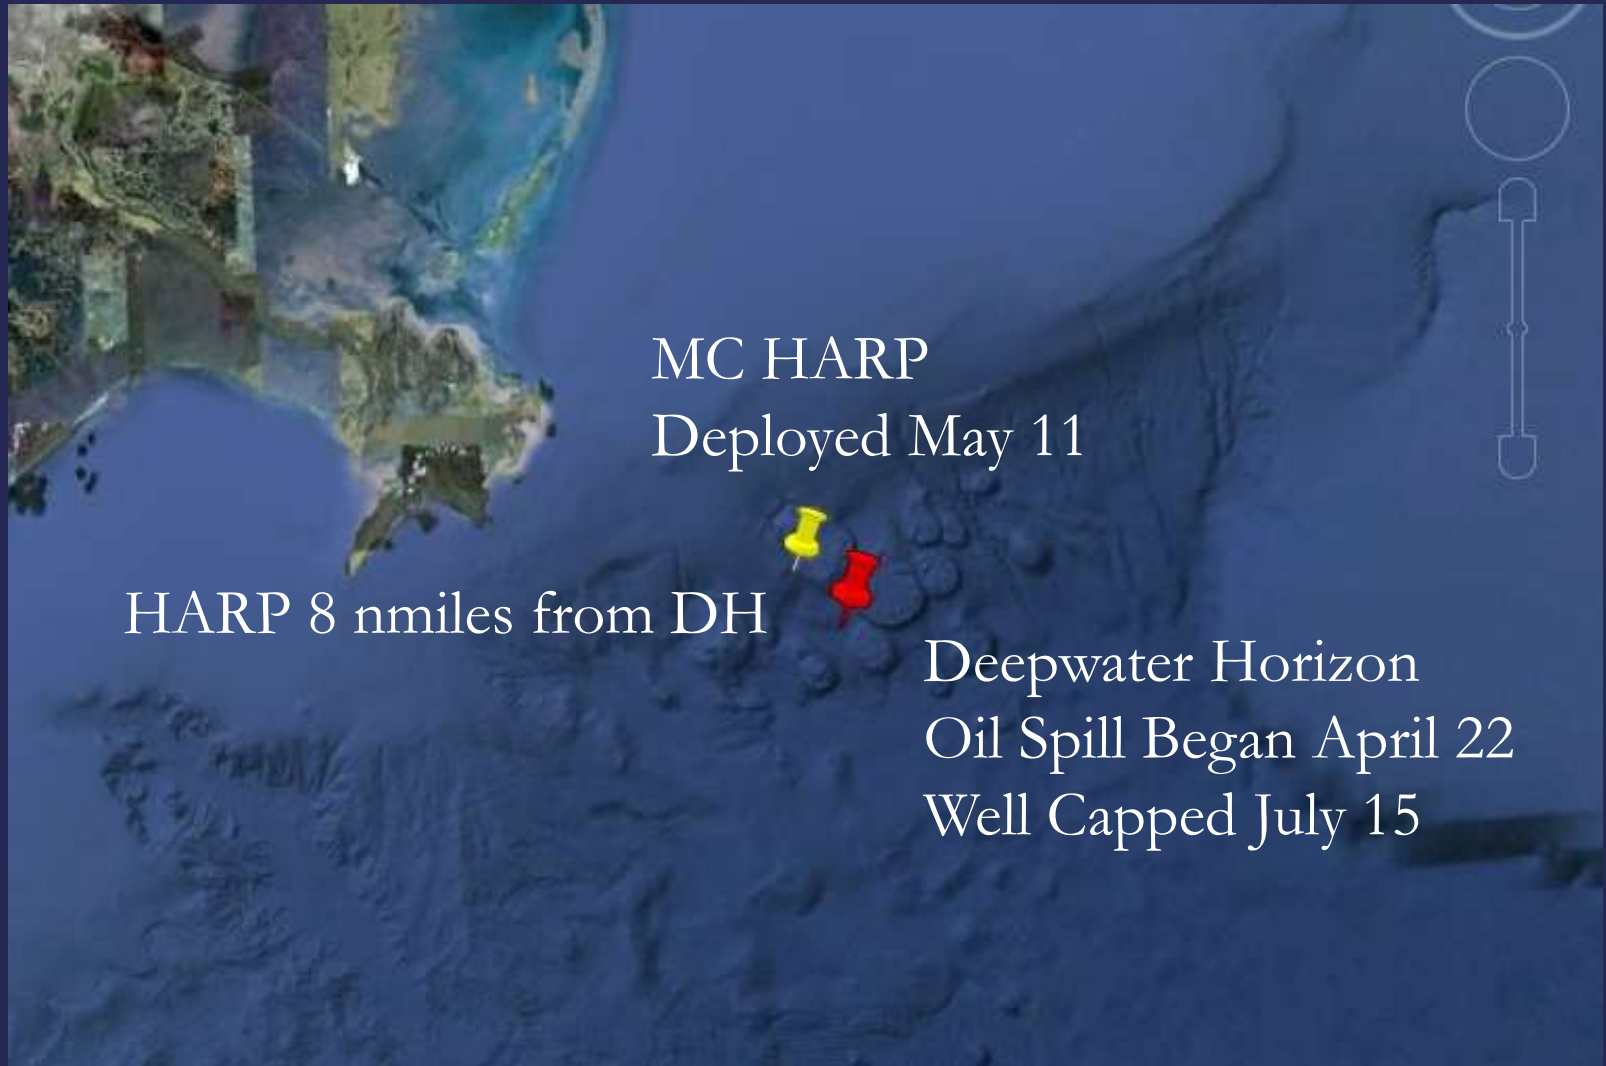 MC HARP
Deployed May 11
HARP 8 nmiles from DH
Deepwater Horizon
Oil Spill Began April 22
Well Capped July 15